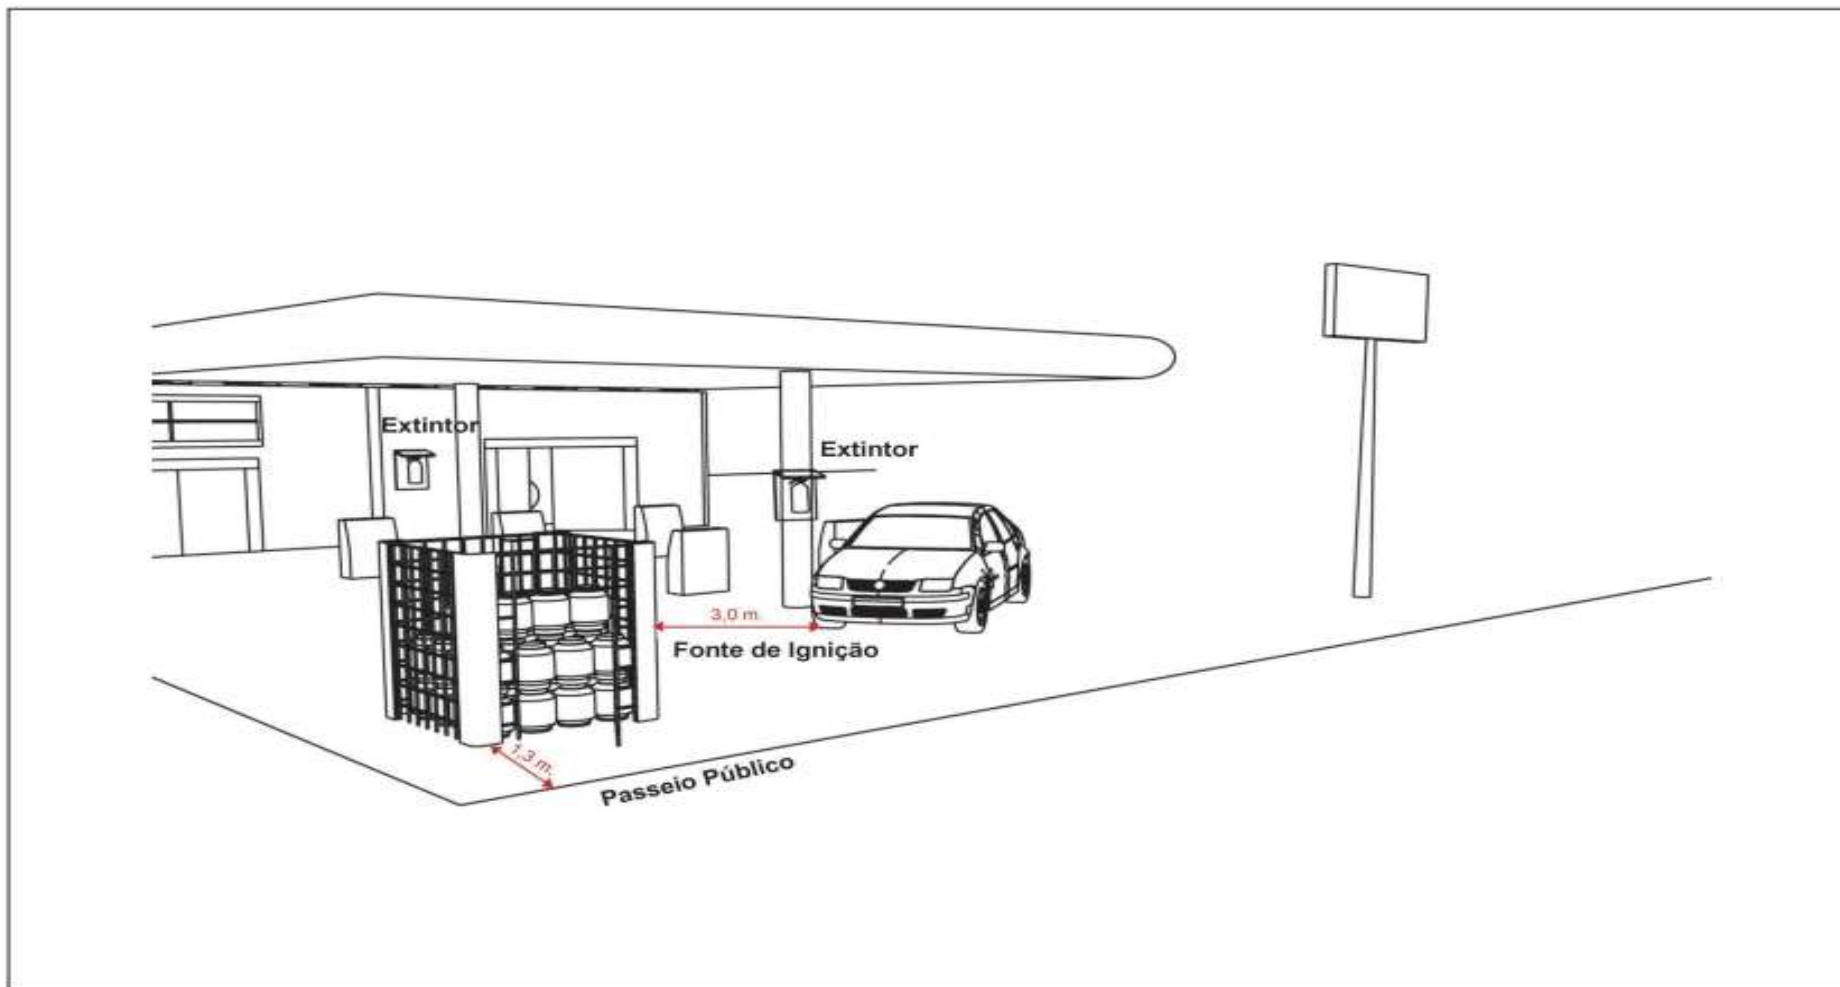 Extintor
Extintor
3,0 m.
Fonte de Ignição
1,3 m.
Passeio Público